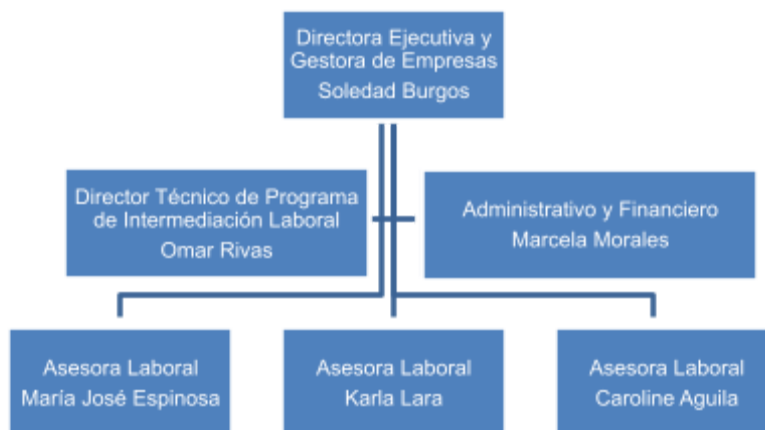 Directora Ejecutiva y
Gestora de Empresas
Soledad Burgos
Director Técnico de Programa
de Intermediación Laboral
Omar Rivas
Administrativo y Financiero
Marcela Morales
Asesora Laboral
María José Espinosa
Asesora Laboral
Karla Lara
Asesora Laboral
Caroline Aguila